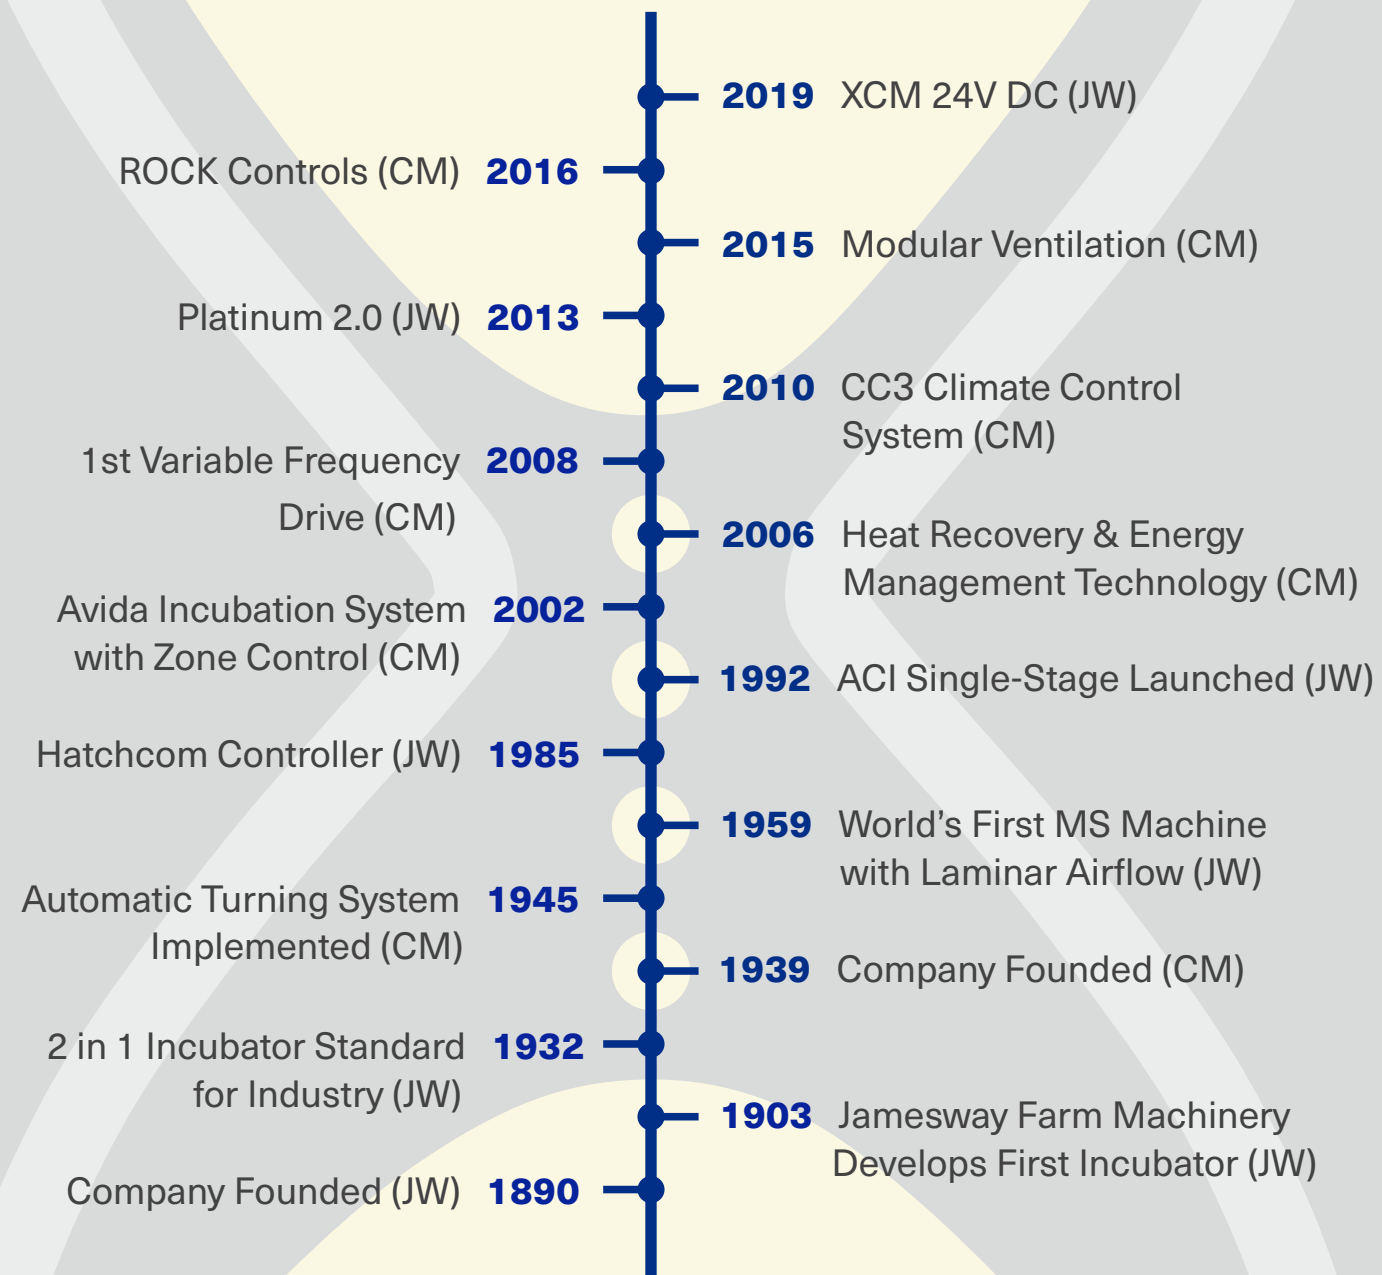 2019 XCM 24V DC (JW)
ROCK Controls (CM) 2016
2015 Modular Ventilation (CM)
Platinum 2.0 (JW) 2013
2010 CC3 Climate Control
System (CM)
1st Variable Frequency 2008
Drive (CM)
2006 Heat Recovery & Energy
Management Technology (CM)
Avida Incubation System 2002
with Zone Control (CM)
1992 ACI Single-Stage Launched (JW)
Hatchcom Controller (JW) 1985
1959 World’s First MS Machine
with Laminar Airflow (JW)
Automatic Turning System 1945
Implemented (CM)
1939 Company Founded (CM)
2 in 1 Incubator Standard 1932
for Industry (JW)
1903 Jamesway Farm Machinery
Develops First Incubator (JW)
Company Founded (JW) 1890